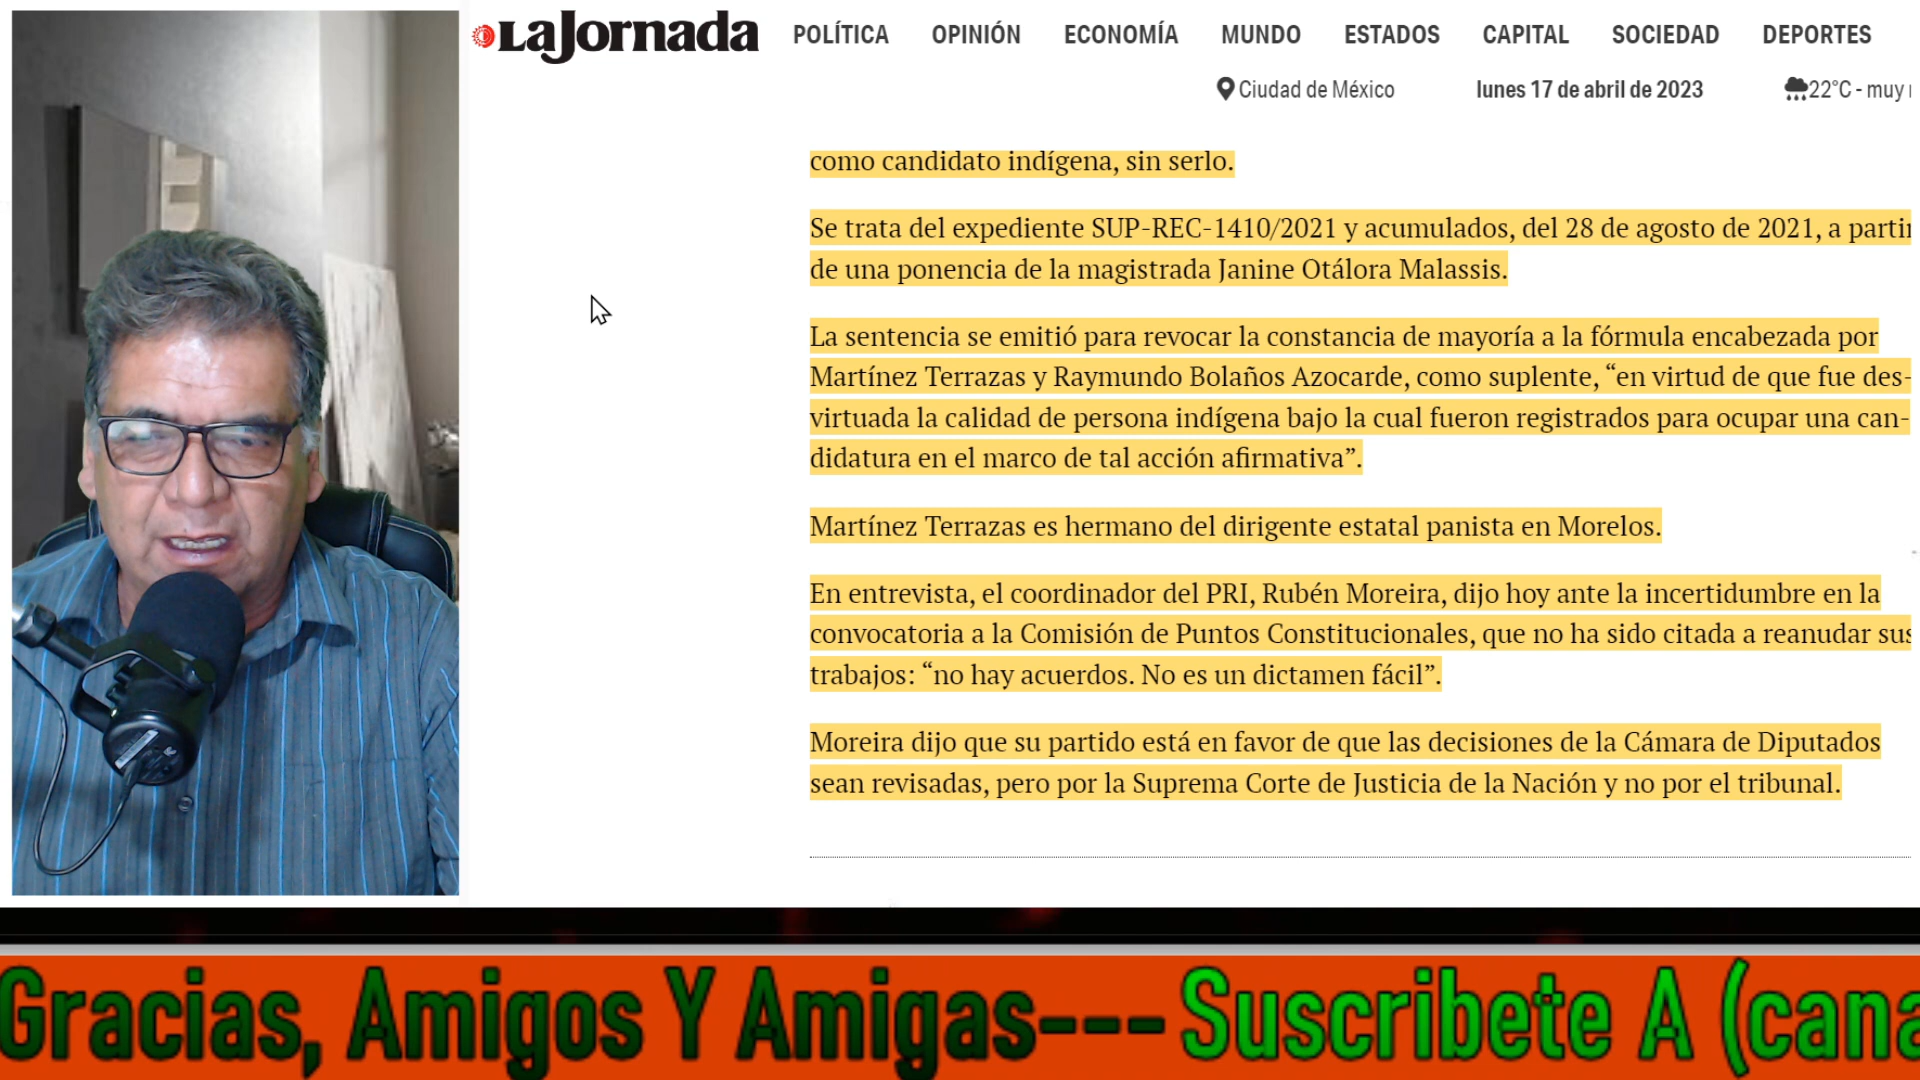 LaJornada
POLÍTICA OPINIÓN ECONOMÍA MUNDO ESTADOS CAPITAL SOCIEDAD DEPORTES
Ciudad de México lunes 17 de abril de 2023 22°C - muy
como candidato indígena, sin serlo.
Se trata del expediente SUP-REC-1410/2021 y acumulados, del 28 de agosto de 2021, a partir
de una ponencia de la magistrada Janine Otálora Malassis.
La sentencia se emitió para revocar la constancia de mayoría a la fórmula encabezada por
Martínez Terrazas y Raymundo Bolaños Azocarde, como suplente, “en virtud de que fue des-
virtuada la calidad de persona indígena bajo la cual fueron registrados para ocupar una can-
didatura en el marco de tal acción afirmativa”.
Martínez Terrazas es hermano del dirigente estatal panista en Morelos.
En entrevista, el coordinador del PRI, Rubén Moreira, dijo hoy ante la incertidumbre en la
convocatoria a la Comisión de Puntos Constitucionales, que no ha sido citada a reanudar sus
trabajos: “no hay acuerdos. No es un dictamen fácil”.
Moreira dijo que su partido está en favor de que las decisiones de la Cámara de Diputados
sean revisadas, pero por la Suprema Corte de Justicia de la Nación y no por el tribunal.
Gracias, Amigos Y Amigas--- Suscribete A (cana